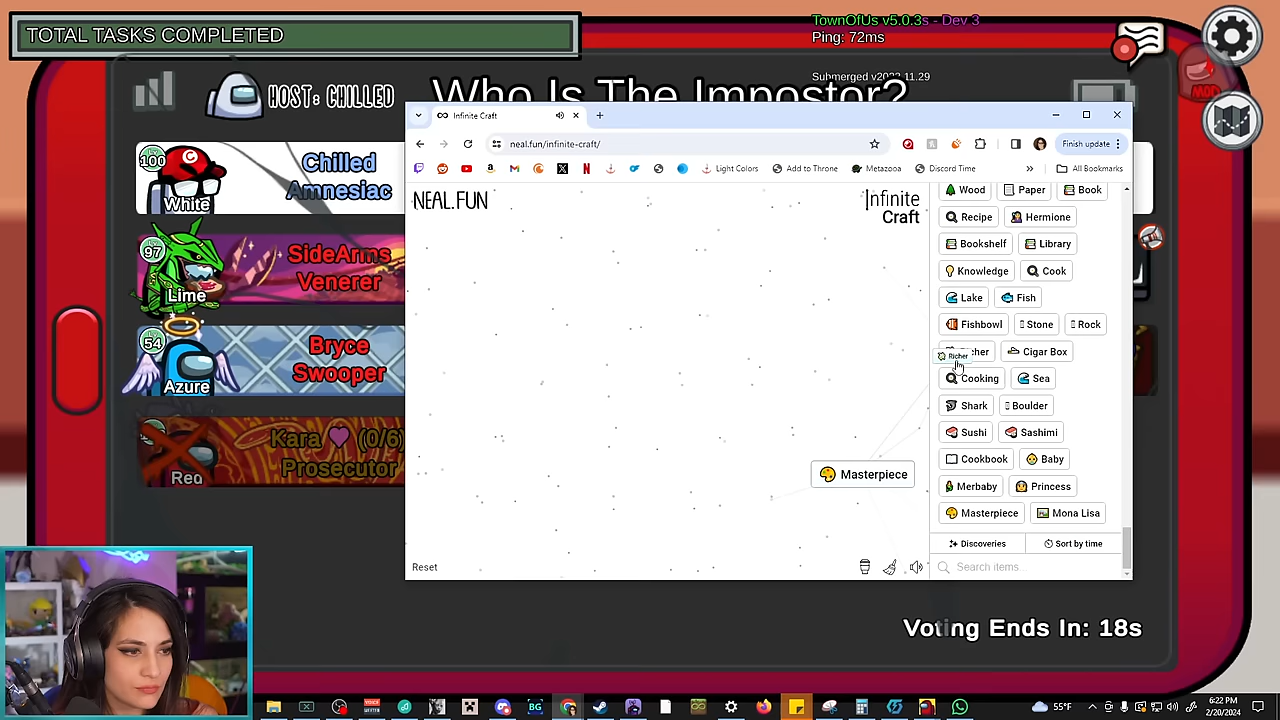 TOTAL TASKS COMPLETED
TownOfUs v5.0.3s - Dev 3
Ping: 72ms
Submerged v2022.11.29
HOST: CHILLED
Who Is The Impostor?
MOD
100
Chilled
Amnesiac
White
97
SideArms
Venerer
Lime
54
Bryce
Swooper
Azure
Kara (0/6)
Prosecutor
Red
Infinite Craft
neal.fun/infinite-craft/
Finish update
Light Colors
Add to Throne
Metazooa
Discord Time
All Bookmarks
NEAL.FUN
Infinite
Craft
Wood
Paper
Book
Recipe
Hermione
Bookshelf
Library
Knowledge
Cook
Lake
Fish
Fishbowl
Stone
Rock
Richer
Cigar Box
Cooking
Sea
Shark
Boulder
Sushi
Sashimi
Cookbook
Baby
Merbaby
Princess
Masterpiece
Mona Lisa
Masterpiece
Discoveries
Sort by time
Search items...
Reset
Voting Ends In: 18s
BG
55°
6:22 PM
2/20/2024